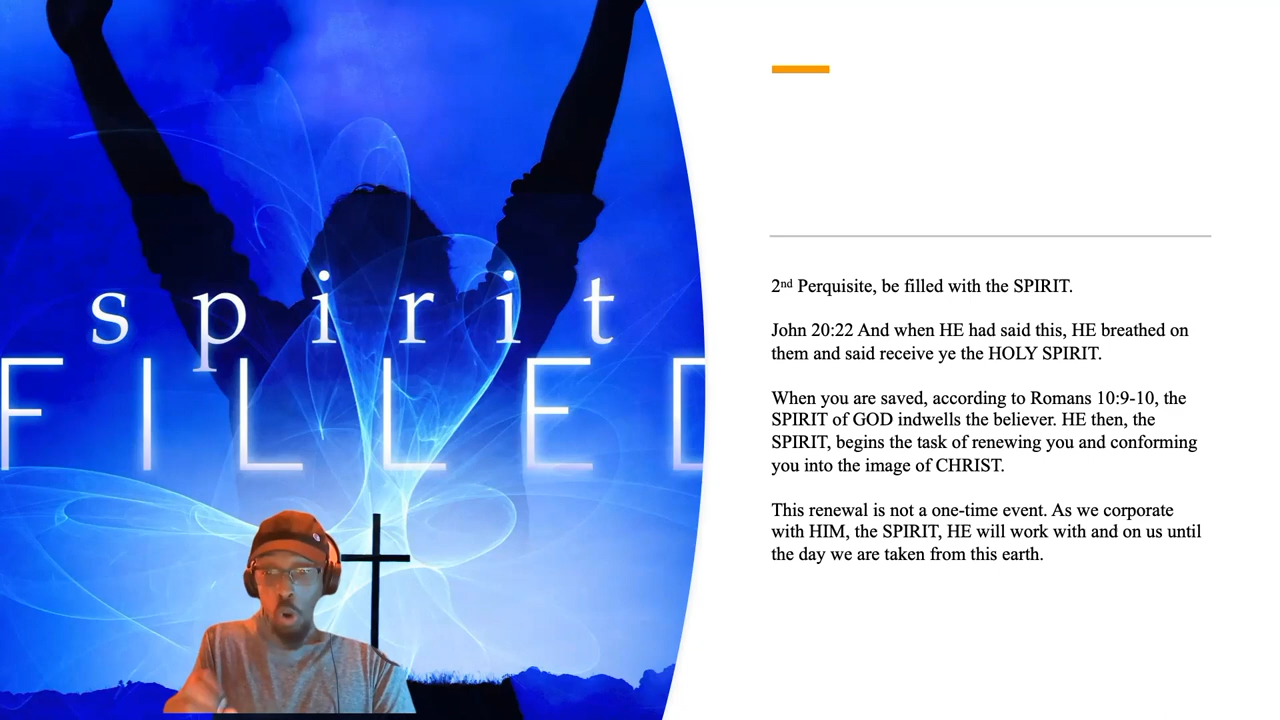 spirit
FILLED
2nd Perquisite, be filled with the SPIRIT.
John 20:22 And when HE had said this, HE breathed on
them and said receive ye the HOLY SPIRIT.
When you are saved, according to Romans 10:9-10, the
SPIRIT of GOD indwells the believer. HE then, the
SPIRIT, begins the task of renewing you and conforming
you into the image of CHRIST.
This renewal is not a one-time event. As we corporate
with HIM, the SPIRIT, HE will work with and on us until
the day we are taken from this earth.